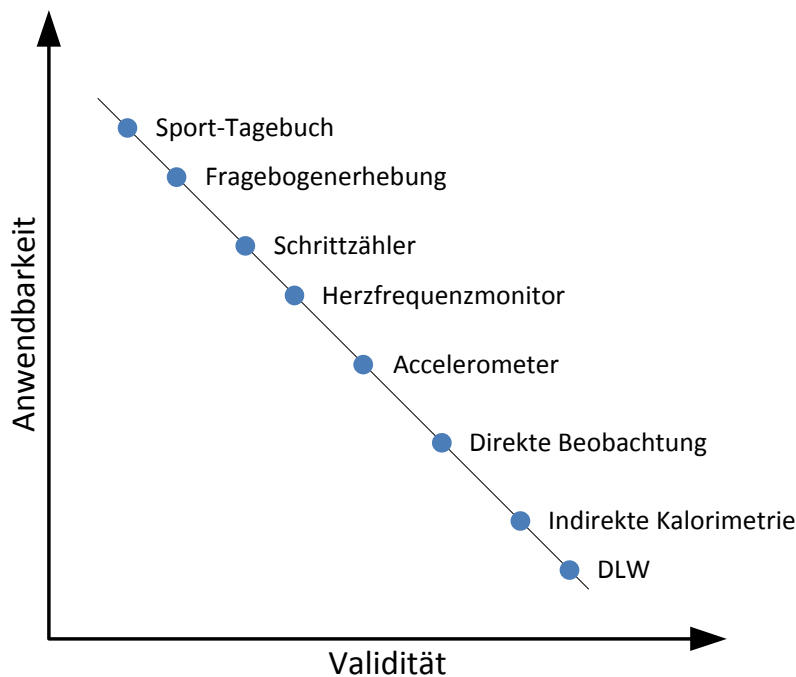 Sport-Tagebuch
Fragebogenerhebung
Schrittzähler
Herzfrequenzmonitor
Accelerometer
Direkte Beobachtung
Indirekte Kalorimetrie
DLW
Anwendbarkeit
Validität